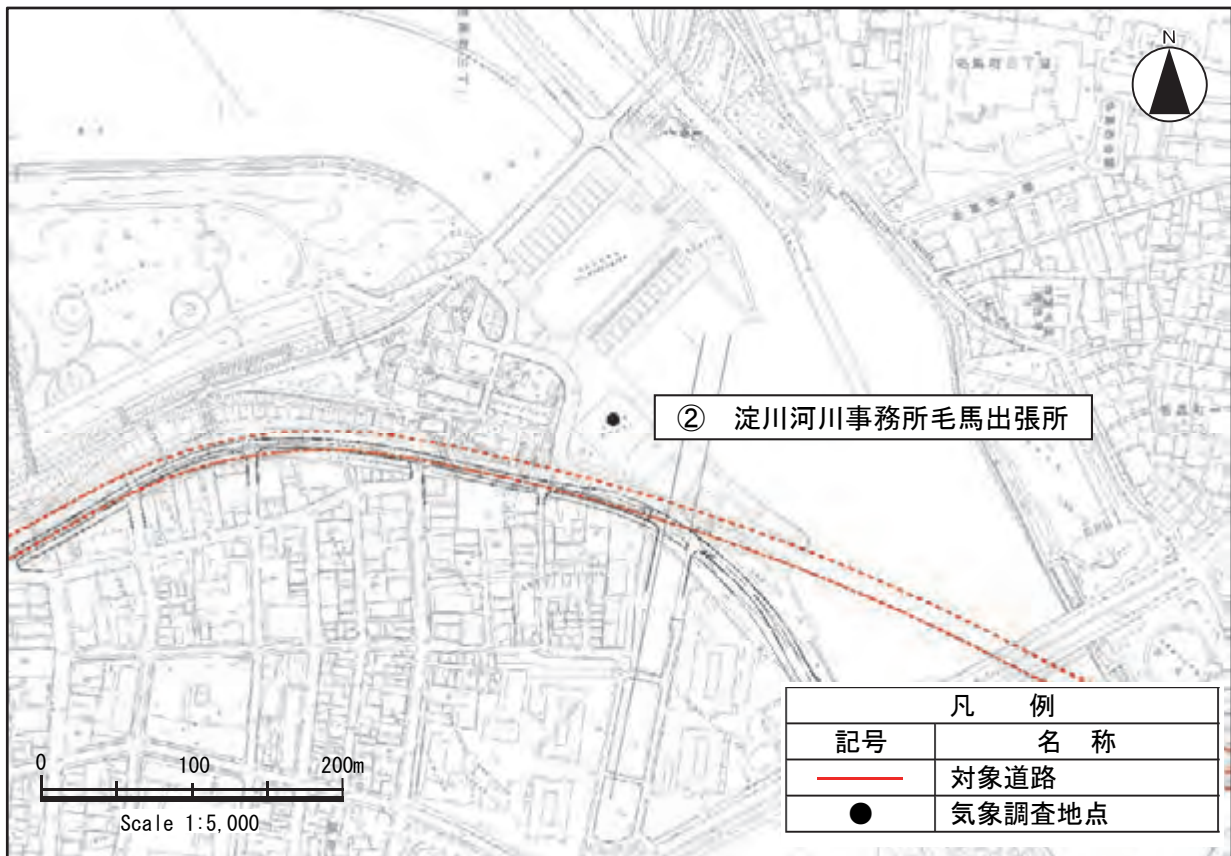 N
② 淀川河川事務所毛馬出張所
0 100 200m
Scale 1:5,000
凡 例
記号 名 称
対象道路
気象調査地点